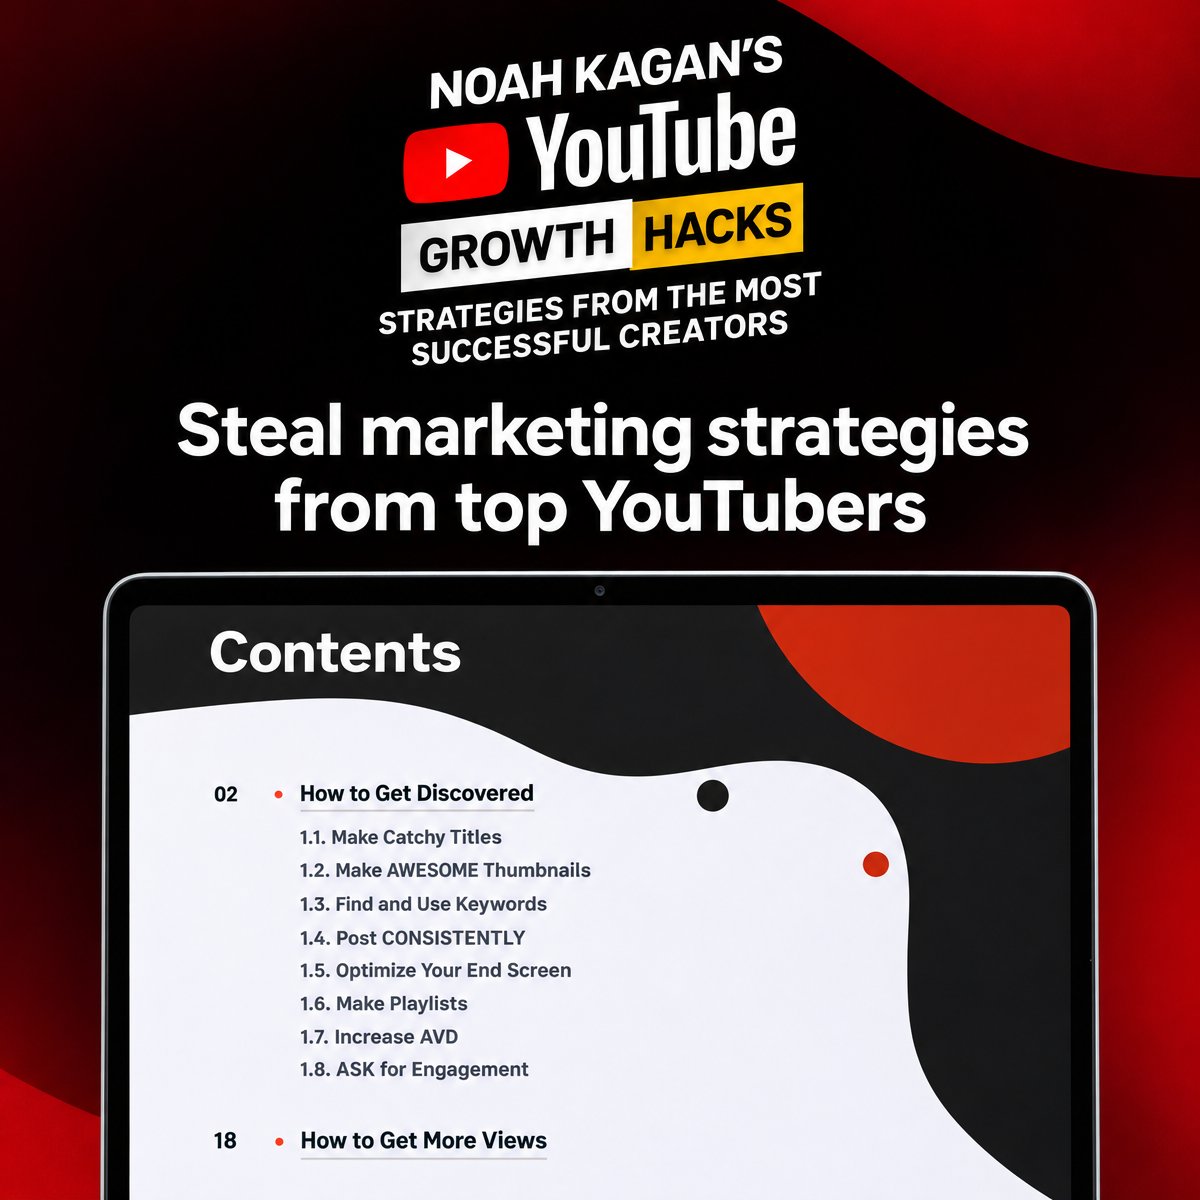 NOAH KAGAN'S
YouTube
GROWTH HACKS
STRATEGIES FROM THE MOST
SUCCESSFUL CREATORS
Steal marketing strategies
from top YouTubers
Contents
02 • How to Get Discovered
1.1. Make Catchy Titles
1.2. Make AWESOME Thumbnails
1.3. Find and Use Keywords
1.4. Post CONSISTENTLY
1.5. Optimize Your End Screen
1.6. Make Playlists
1.7. Increase AVD
1.8. ASK for Engagement
18 • How to Get More Views